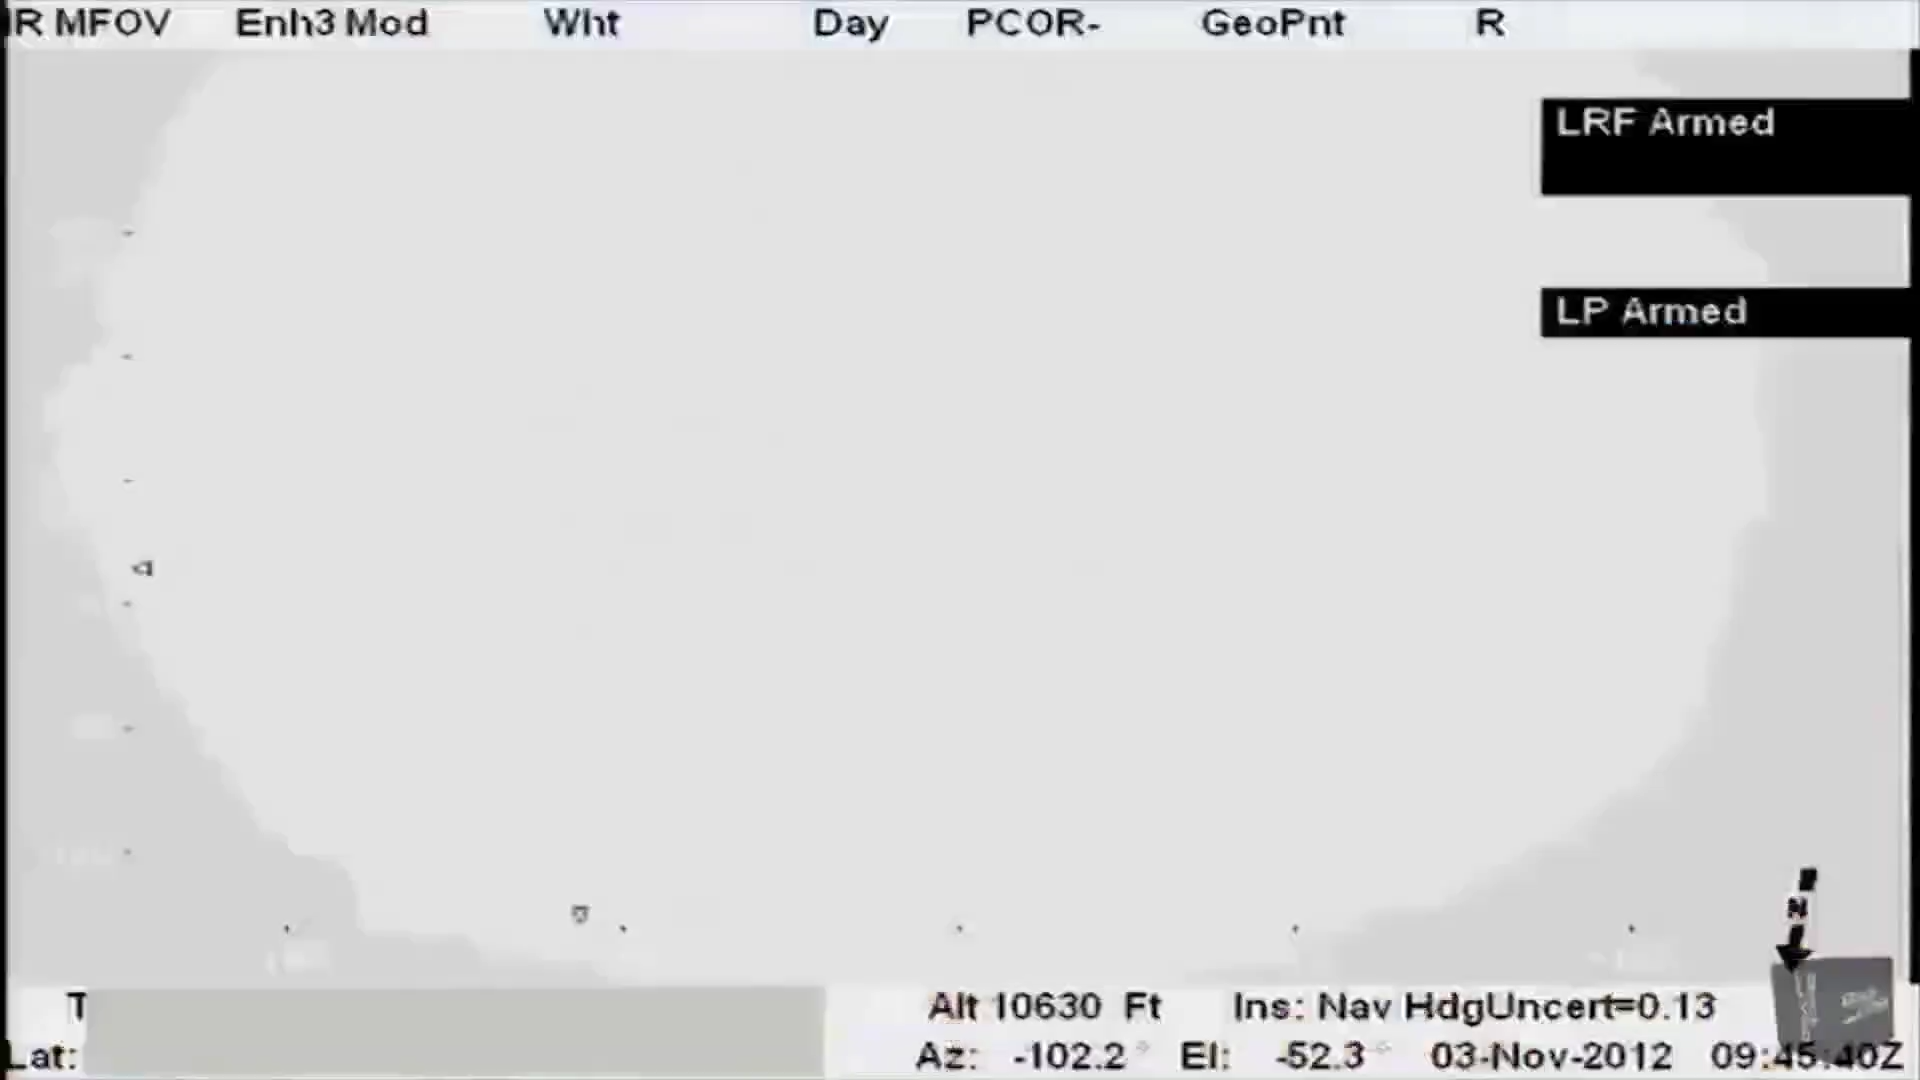 IR MFOV Enh3 Mod Wht Day PCOR- GeoPnt R
LRF Armed
LP Armed
N
T Alt 10630 Ft Ins: Nav HdgUncert=0.13
Lat: Az: -102.2° El: -52.3° 03-Nov-2012 09:45:40Z